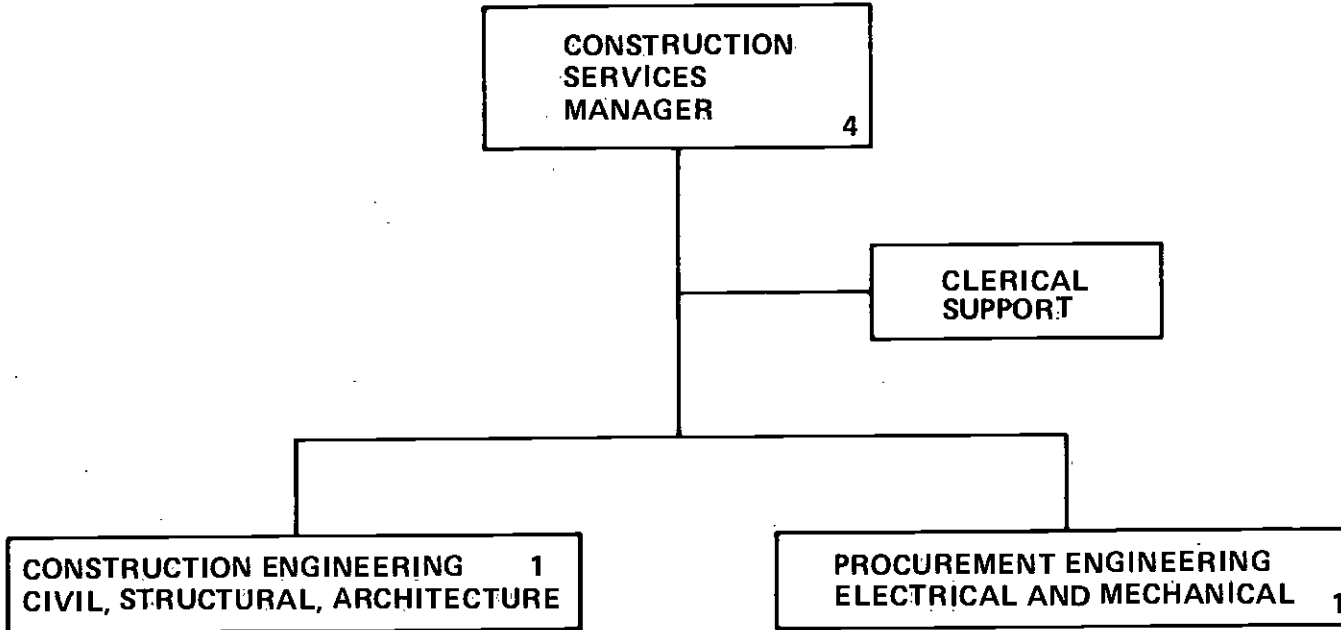 CONSTRUCTION
SERVICES
MANAGER
4
CLERICAL
SUPPORT
CONSTRUCTION ENGINEERING 1
CIVIL, STRUCTURAL, ARCHITECTURE
PROCUREMENT ENGINEERING
ELECTRICAL AND MECHANICAL 1